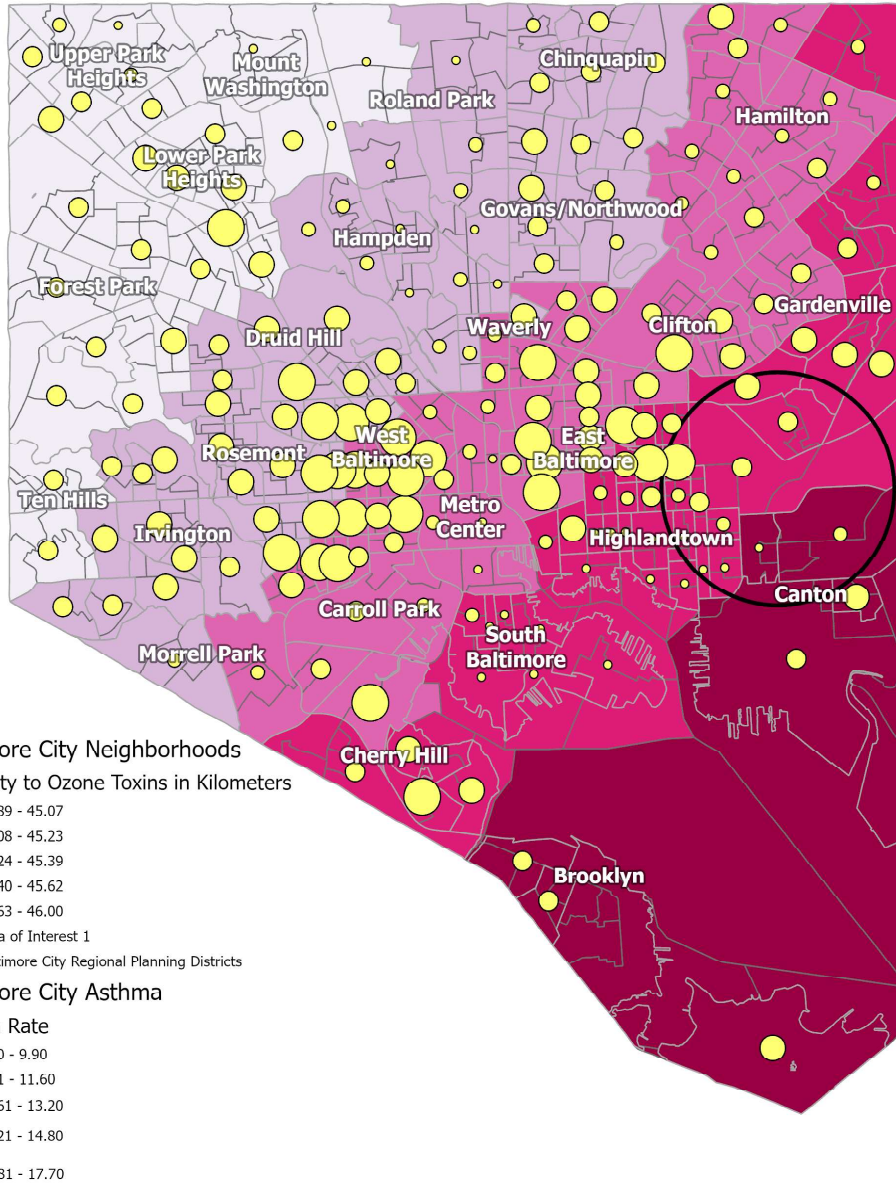 Upper Park
Heights
Mount
Washington
Chinquapin
Roland Park
Hamilton
Lower Park
Heights
Govans/Northwood
Hampden
Forest Park
Gardenville
Druid Hill
Waverly
Clifton
Rosemont
West
Baltimore
East
Baltimore
Ten Hills
Metro
Center
Irvington
Highlandtown
Canton
Carroll Park
South
Baltimore
Morrell Park
Cherry Hill
Brooklyn
ore City Neighborhoods
ty to Ozone Toxins in Kilometers
89 - 45.07
08 - 45.23
24 - 45.39
40 - 45.62
63 - 46.00
a of Interest 1
timore City Regional Planning Districts
ore City Asthma
Rate
0 - 9.90
1 - 11.60
61 - 13.20
21 - 14.80
81 - 17.70